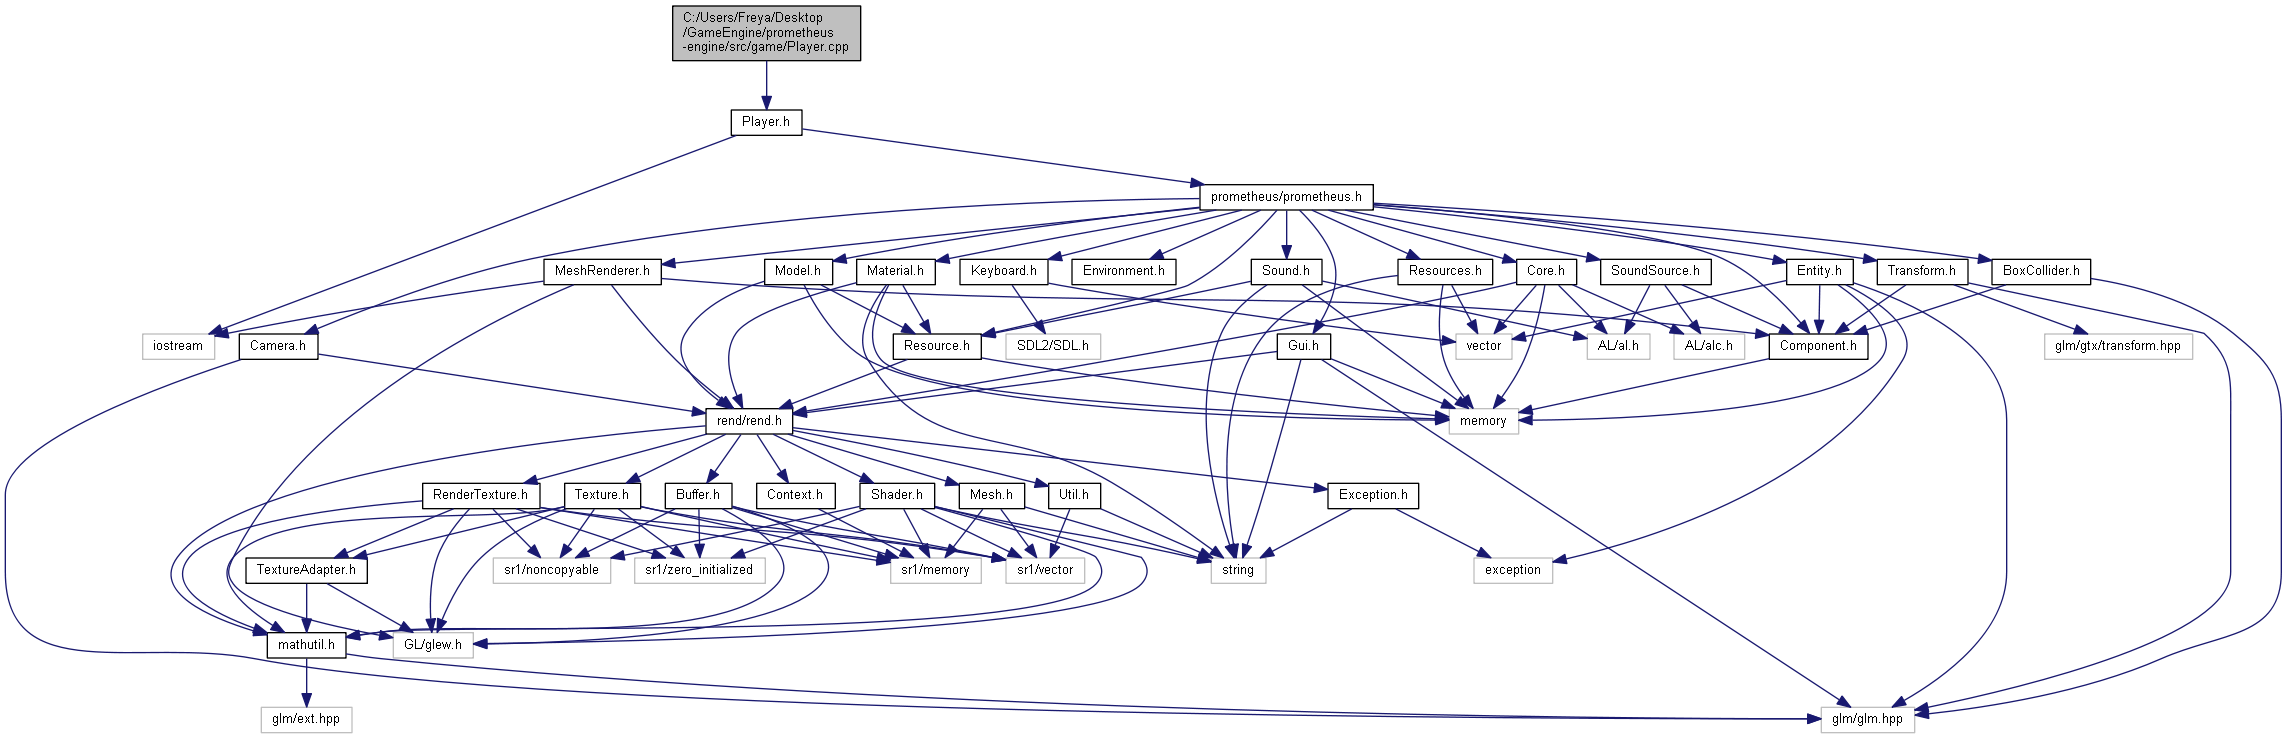 C:/Users/Freya/Desktop
/GameEngine/prometheus
-engine/src/game/Player.cpp
Player.h
prometheus/prometheus.h
MeshRenderer.h
Model.h
Material.h
Keyboard.h
Environment.h
Sound.h
Resources.h
Core.h
SoundSource.h
Entity.h
Transform.h
BoxCollider.h
iostream
Camera.h
Resource.h
SDL2/SDL.h
Gui.h
vector
AL/al.h
AL/alc.h
Component.h
glm/gtx/transform.hpp
rend/rend.h
memory
RenderTexture.h
Texture.h
Buffer.h
Context.h
Shader.h
Mesh.h
Util.h
Exception.h
TextureAdapter.h
sr1/noncopyable
sr1/zero_initialized
sr1/memory
sr1/vector
string
exception
mathutil.h
GL/glew.h
glm/ext.hpp
glm/glm.hpp